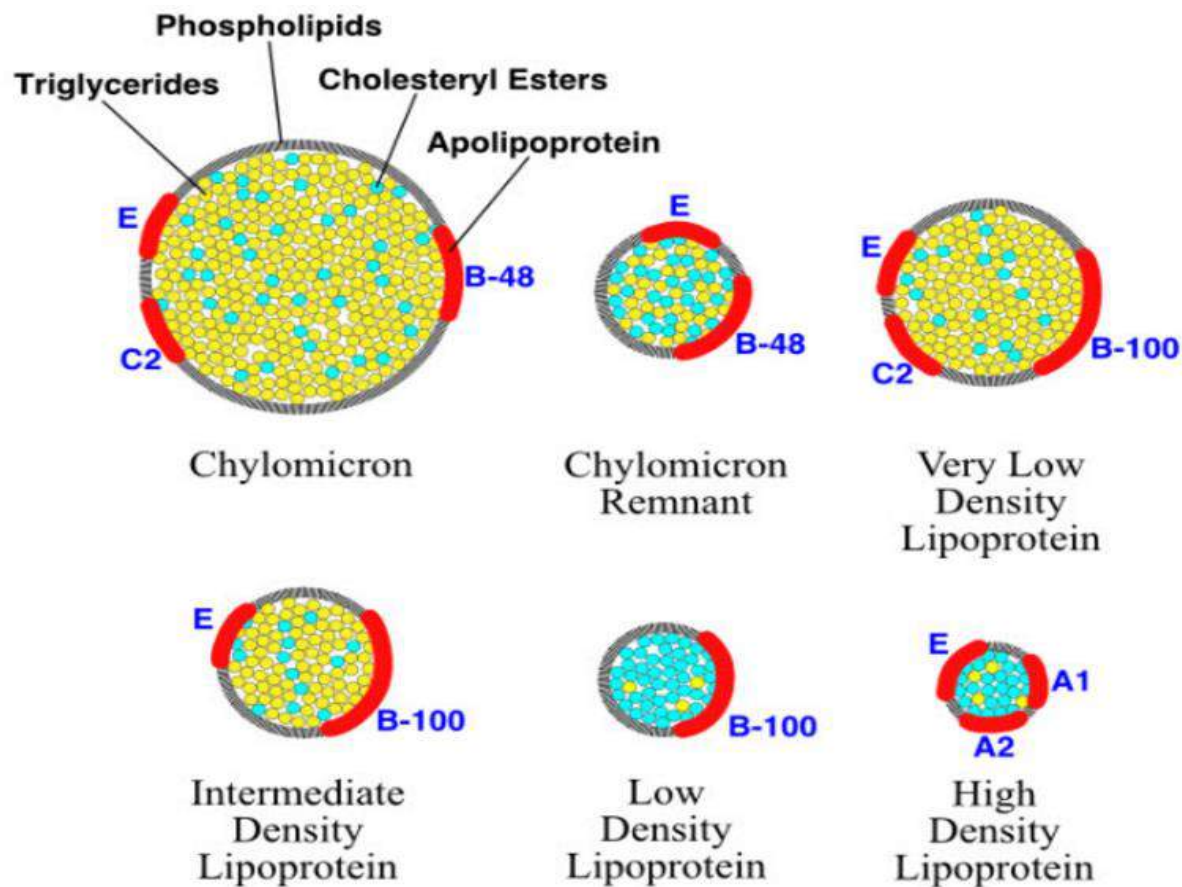 Phospholipids
Triglycerides
Cholesteryl Esters
Apolipoprotein
E
B-48
C2
Chylomicron
E
B-48
Chylomicron
Remnant
E
C2
B-100
Very Low
Density
Lipoprotein
E
B-100
Intermediate
Density
Lipoprotein
B-100
Low
Density
Lipoprotein
E
A1
A2
High
Density
Lipoprotein